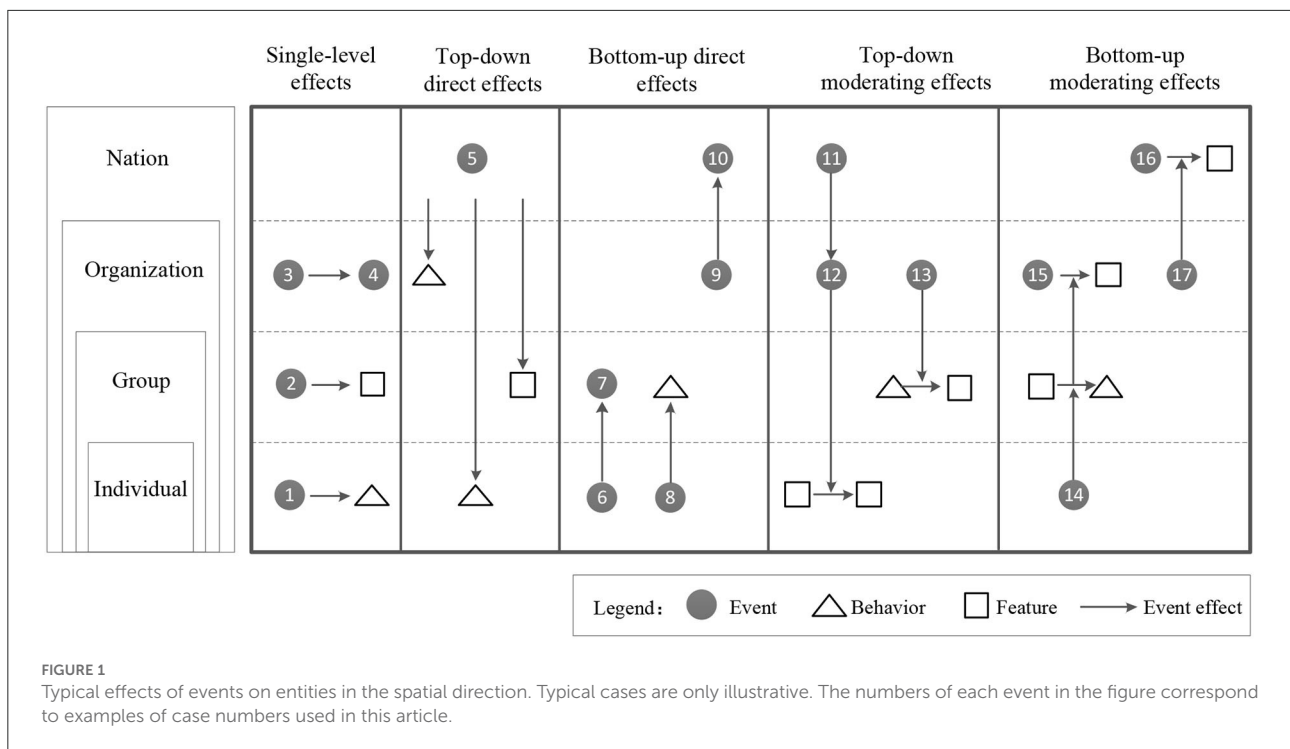 Single-level effects
Top-down direct effects
Bottom-up direct effects
Top-down moderating effects
Bottom-up moderating effects
Nation
5
10
11
16
Organization
3
4
9
12
13
15
17
Group
2
7
Individual
1
6
8
14
Legend:
Event
Behavior
Feature
Event effect
FIGURE 1
Typical effects of events on entities in the spatial direction. Typical cases are only illustrative. The numbers of each event in the figure correspond
to examples of case numbers used in this article.